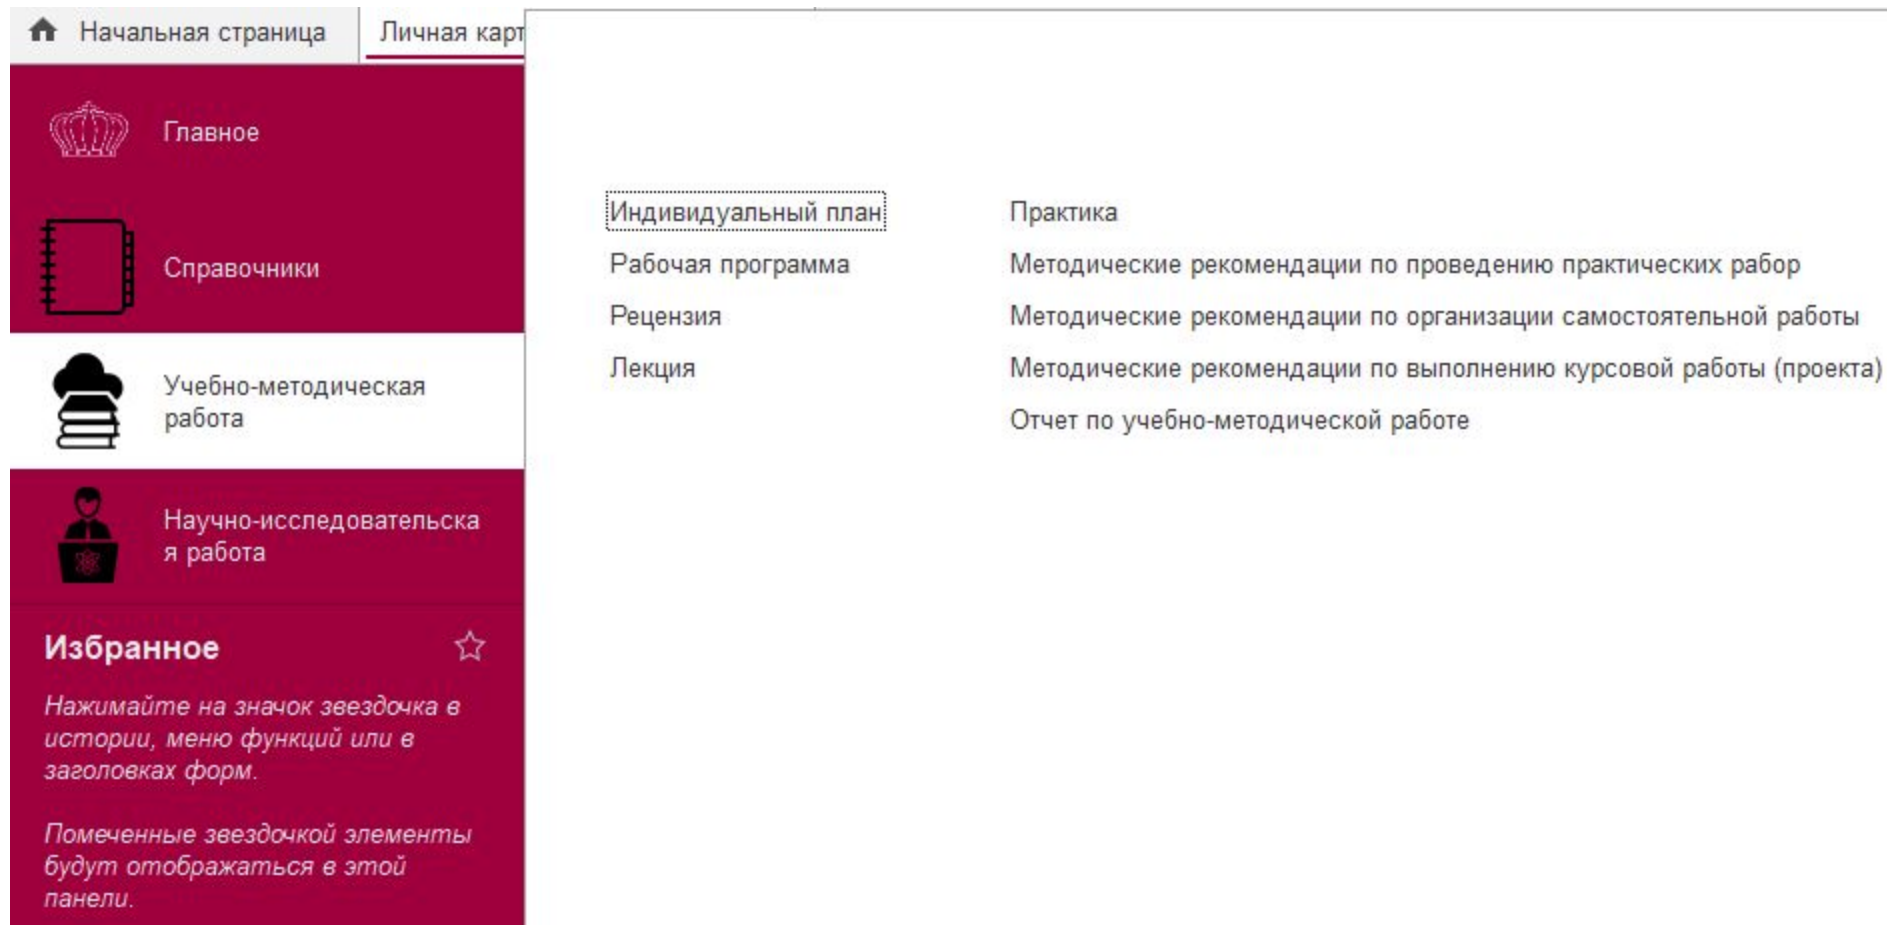 Начальная страница
Личная карт
Главное
Справочники
Учебно-методическая
работа
Научно-исследовательска
я работа
Избранное
Нажимайте на значок звездочка в
истории, меню функций или в
заголовках форм.
Помеченные звездочкой элементы
будут отображаться в этой
панели.
Индивидуальный план
Рабочая программа
Рецензия
Лекция
Практика
Методические рекомендации по проведению практических рабор
Методические рекомендации по организации самостоятельной работы
Методические рекомендации по выполнению курсовой работы (проекта)
Отчет по учебно-методической работе